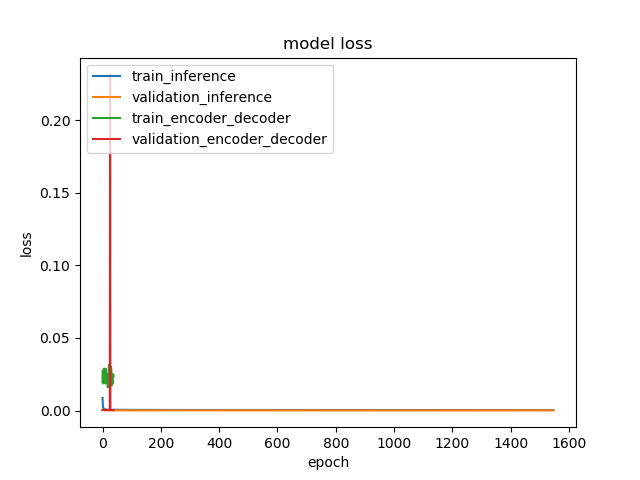 model loss
train_inference
validation_inference
train_encoder_decoder
validation_encoder_decoder
0.20
0.15
0.10
0.05
0.00
loss
0 200 400 600 800 1000 1200 1400 1600
epoch